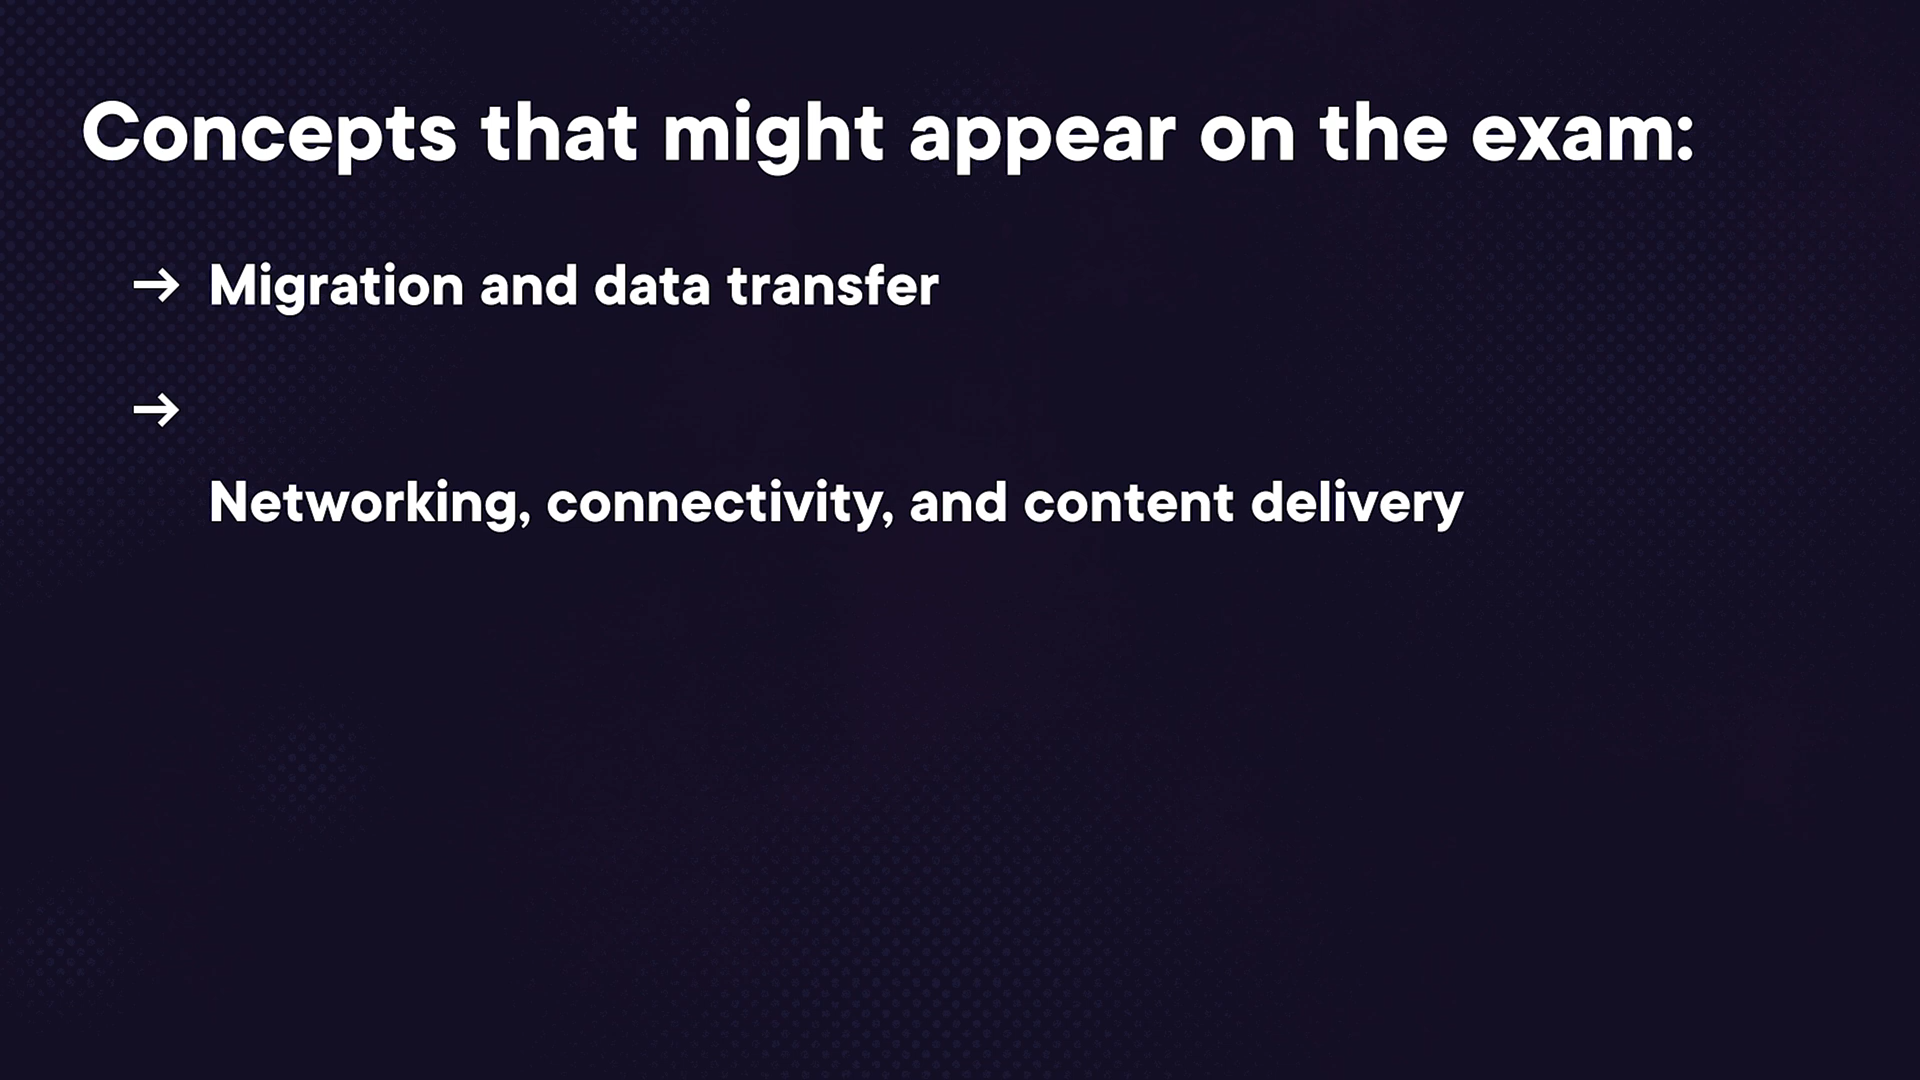 Concepts that might appear on the exam:
→ Migration and data transfer
→
Networking, connectivity, and content delivery